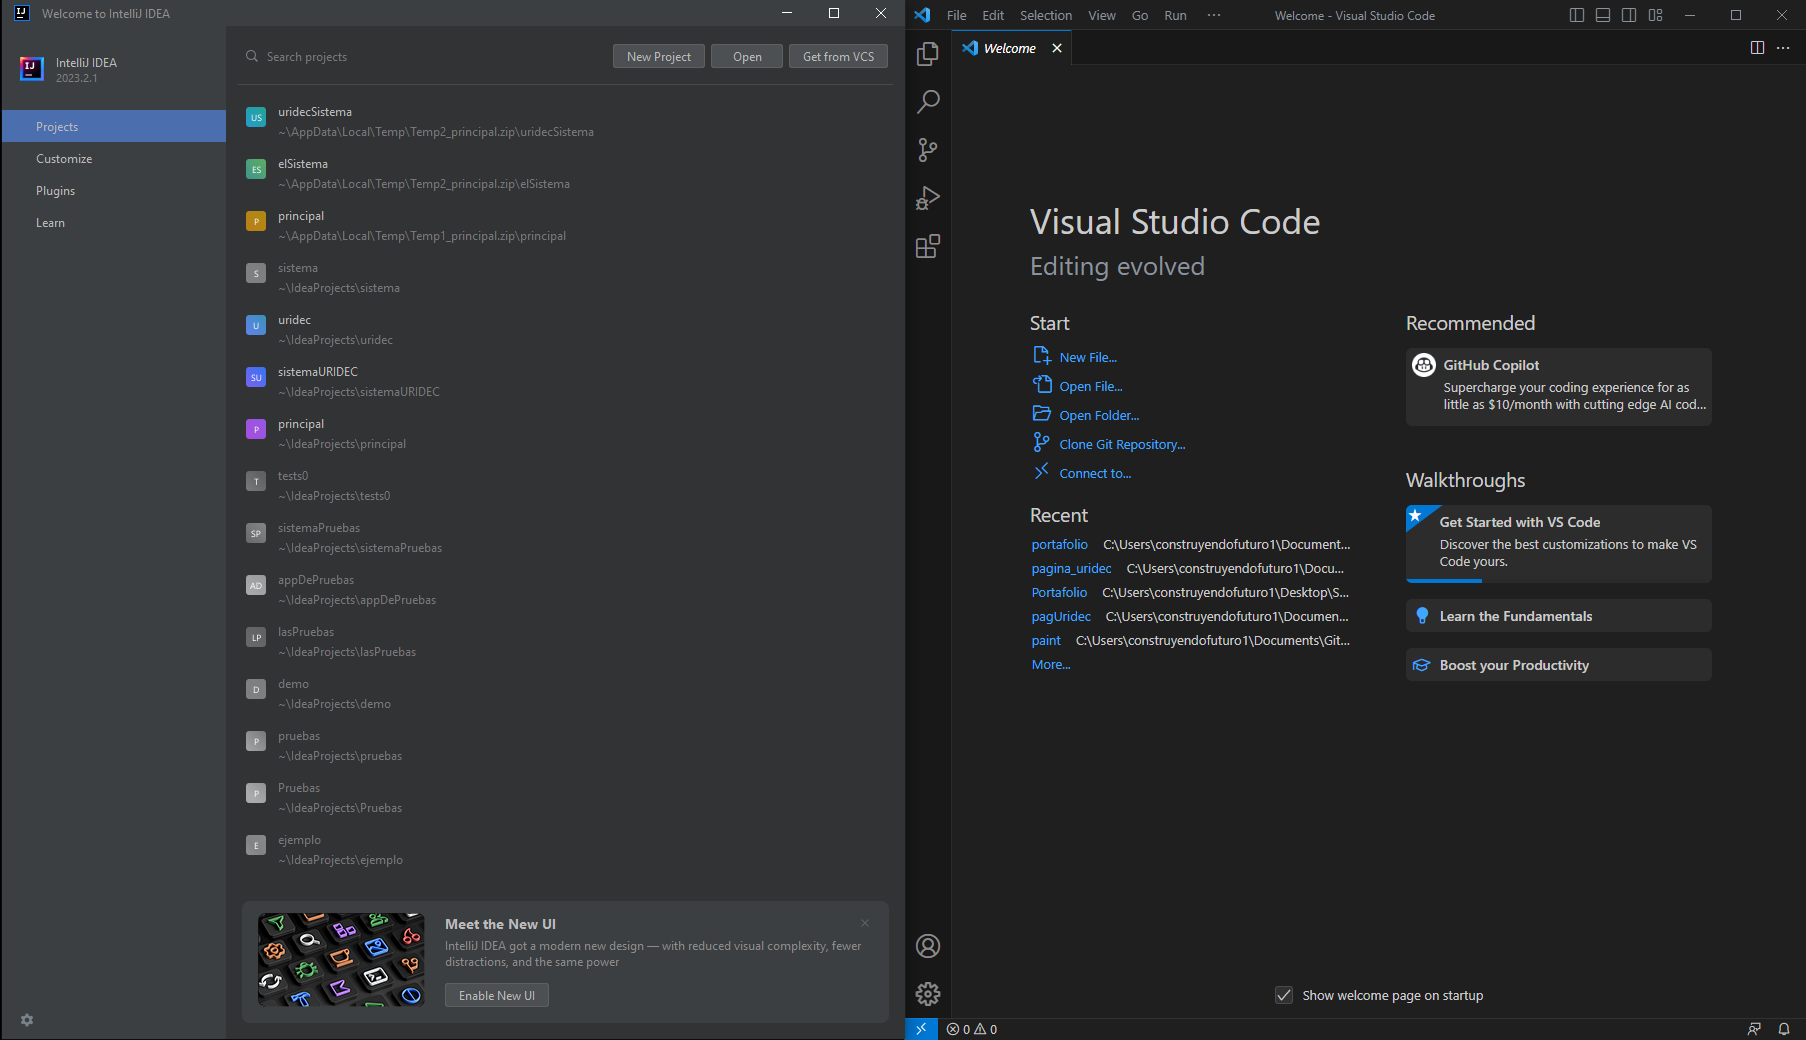 Welcome to IntelliJ IDEA
IntelliJ IDEA
2023.2.1
Projects
Customize
Plugins
Learn
Search projects
New Project
Open
Get from VCS
US
uridecSistema
~\AppData\Local\Temp\Temp2_principal.zip\uridecSistema
ES
elSistema
~\AppData\Local\Temp\Temp2_principal.zip\elSistema
P
principal
~\AppData\Local\Temp\Temp1_principal.zip\principal
S
sistema
~\IdeaProjects\sistema
U
uridec
~\IdeaProjects\uridec
SU
sistemaURIDEC
~\IdeaProjects\sistemaURIDEC
P
principal
~\IdeaProjects\principal
T
tests0
~\IdeaProjects\tests0
SP
sistemaPruebas
~\IdeaProjects\sistemaPruebas
AD
appDePruebas
~\IdeaProjects\appDePruebas
LP
lasPruebas
~\IdeaProjects\lasPruebas
D
demo
~\IdeaProjects\demo
P
pruebas
~\IdeaProjects\pruebas
P
Pruebas
~\IdeaProjects\Pruebas
E
ejemplo
~\IdeaProjects\ejemplo
Meet the New UI
IntelliJ IDEA got a modern new design — with reduced visual complexity, fewer
distractions, and the same power
Enable New UI
File Edit Selection View Go Run ···
Welcome - Visual Studio Code
Welcome
Visual Studio Code
Editing evolved
Start
New File...
Open File...
Open Folder...
Clone Git Repository...
Connect to...
Recent
portafolio C:\Users\construyendofuturo1\Document...
pagina_uridec C:\Users\construyendofuturo1\Docu...
Portafolio C:\Users\construyendofuturo1\Desktop\S...
pagUridec C:\Users\construyendofuturo1\Documen...
paint C:\Users\construyendofuturo1\Documents\Git...
More...
Recommended
GitHub Copilot
Supercharge your coding experience for as
little as $10/month with cutting edge AI cod...
Walkthroughs
Get Started with VS Code
Discover the best customizations to make VS
Code yours.
Learn the Fundamentals
Boost your Productivity
Show welcome page on startup
0 0